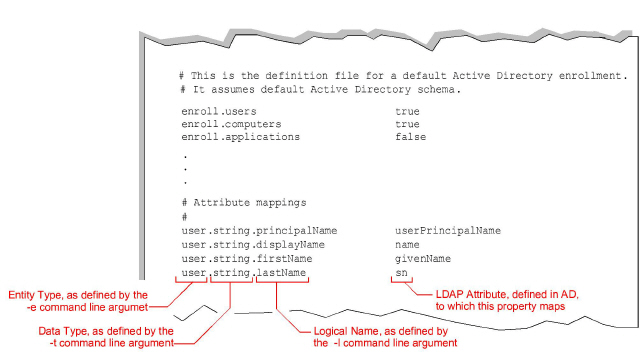 # This is the definition file for a default Active Directory enrollment.
# It assumes default Active Directory schema.
enroll.users true
enroll.computers true
enroll.applications false
.
.
.
# Attribute mappings
#
user.string.principalName userPrincipalName
user.string.displayName name
user.string.firstName givenName
user.string.lastName sn
Entity Type, as defined by the
-e command line argumet
LDAP Attribute, defined in AD,
to which this property maps
Data Type, as defined by the
-t command line argument
Logical Name, as defined by
the -l command line argument